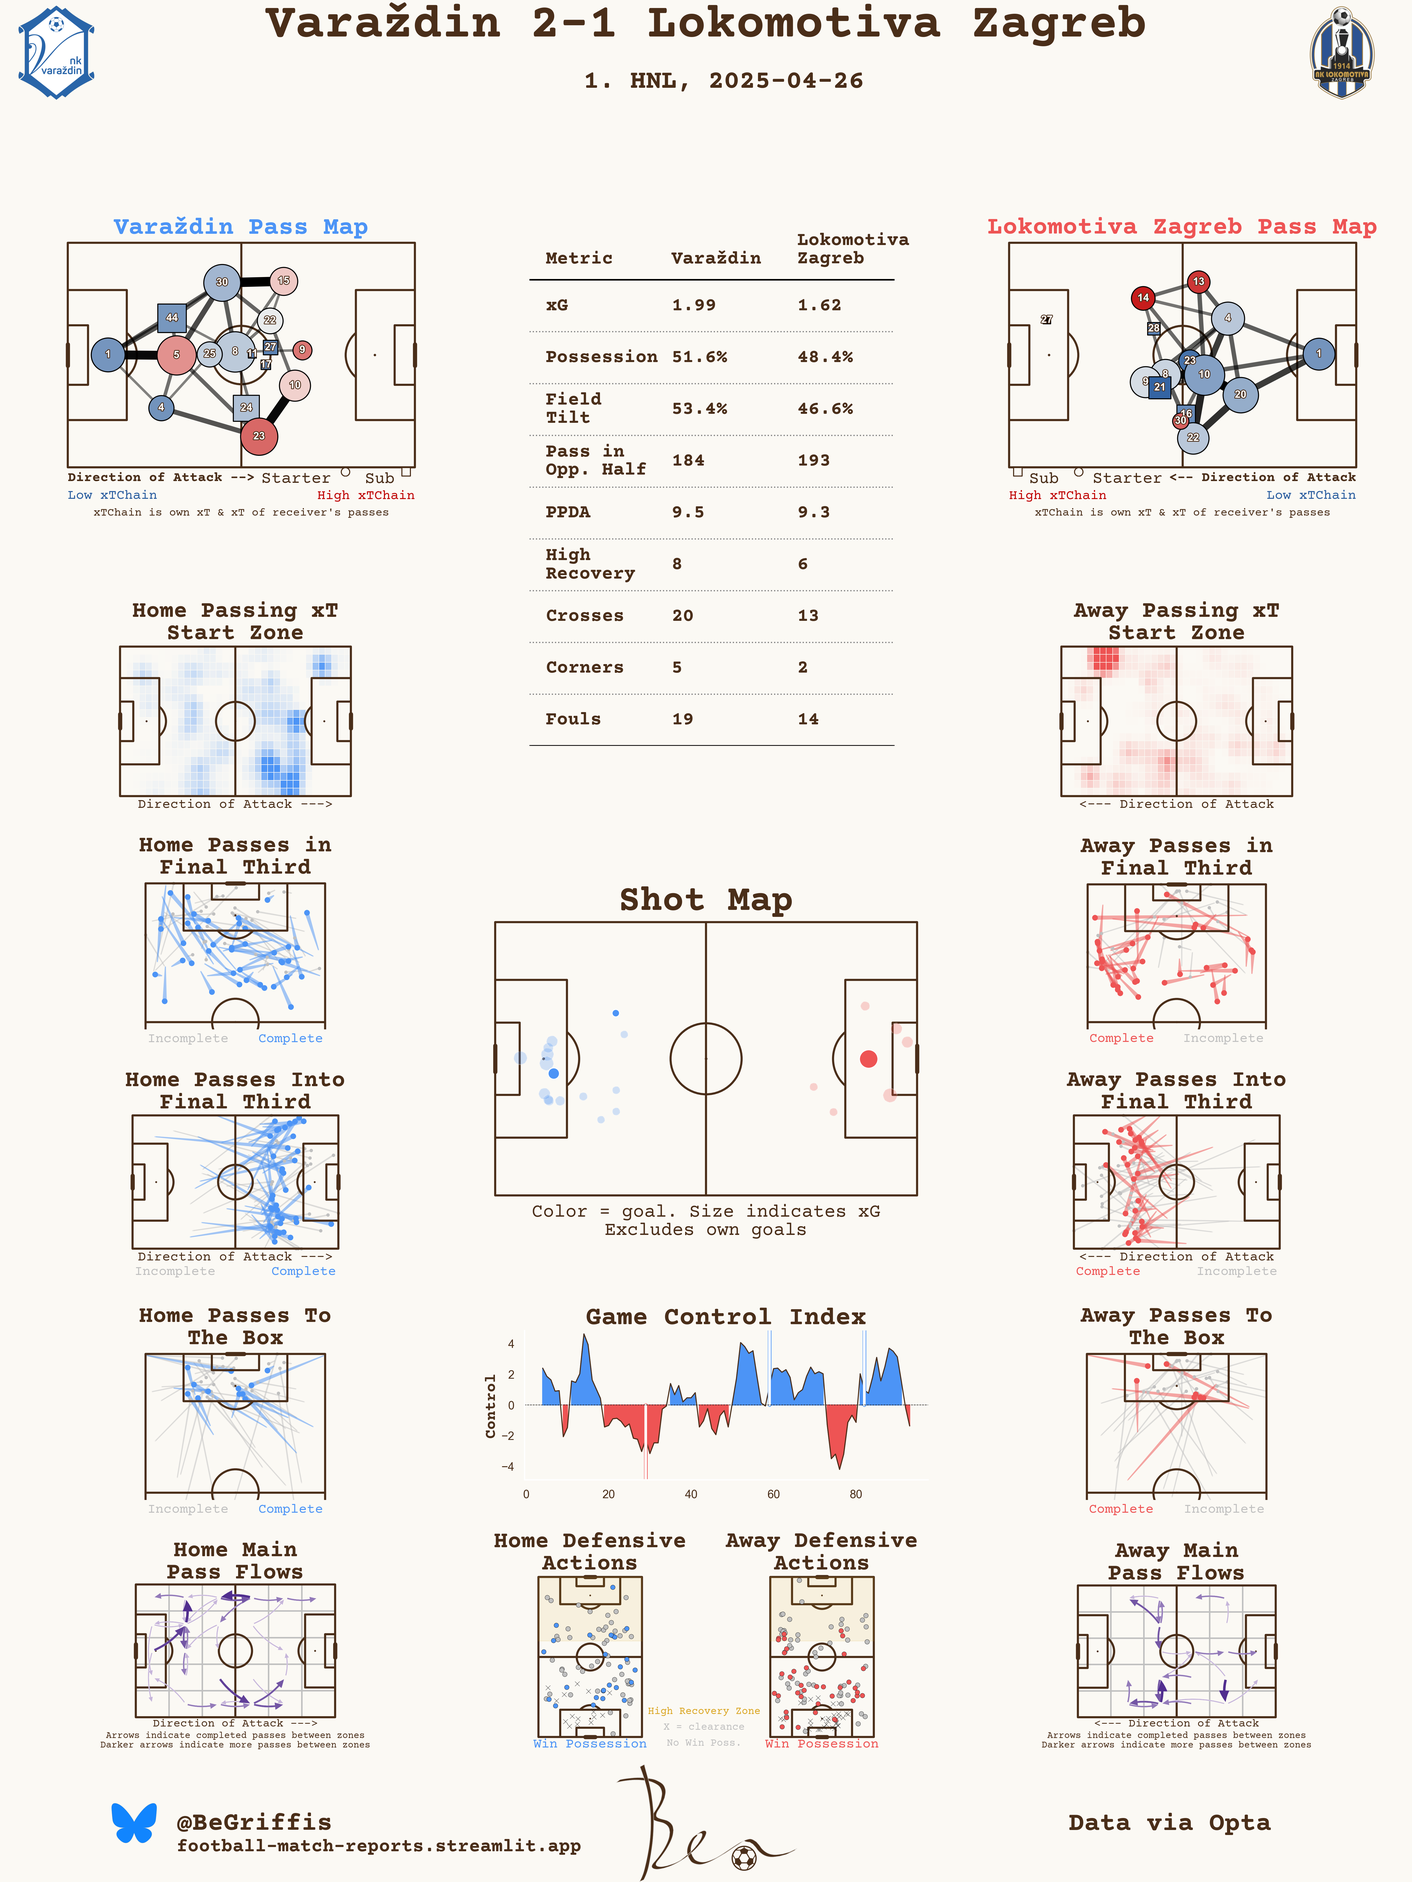 Varaždin 2-1 Lokomotiva Zagreb
1. HNL, 2025-04-26
nk
varaždin
1914
NK LOKOMOTIVA
ZAGREB
Varaždin Pass Map
30
15
44
22
1
5
25
8
11
27
9
17
10
4
24
23
Direction of Attack --> Starter Sub
Low xTChain High xTChain
xTChain is own xT & xT of receiver's passes
Metric Varaždin Lokomotiva
Zagreb
xG 1.99 1.62
Possession 51.6% 48.4%
Field
Tilt 53.4% 46.6%
Pass in
Opp. Half 184 193
PPDA 9.5 9.3
High
Recovery 8 6
Crosses 20 13
Corners 5 2
Fouls 19 14
Lokomotiva Zagreb Pass Map
13
14
27
28
4
23
1
9
8
10
21
20
16
30
22
Sub Starter <-- Direction of Attack
High xTChain Low xTChain
xTChain is own xT & xT of receiver's passes
Home Passing xT
Start Zone
Direction of Attack --->
Away Passing xT
Start Zone
<--- Direction of Attack
Home Passes in
Final Third
Incomplete Complete
Away Passes in
Final Third
Complete Incomplete
Shot Map
Color = goal. Size indicates xG
Excludes own goals
Home Passes Into
Final Third
Direction of Attack --->
Incomplete Complete
Away Passes Into
Final Third
<--- Direction of Attack
Complete Incomplete
Home Passes To
The Box
Incomplete Complete
Game Control Index
Control
4
2
0
−2
−4
0 20 40 60 80
Away Passes To
The Box
Complete Incomplete
Home Main
Pass Flows
Direction of Attack --->
Arrows indicate completed passes between zones
Darker arrows indicate more passes between zones
Home Defensive
Actions
Win Possession
High Recovery Zone
X = clearance
No Win Poss.
Away Defensive
Actions
Win Possession
Away Main
Pass Flows
<--- Direction of Attack
Arrows indicate completed passes between zones
Darker arrows indicate more passes between zones
@BeGriffis
football-match-reports.streamlit.app
Ben
Data via Opta